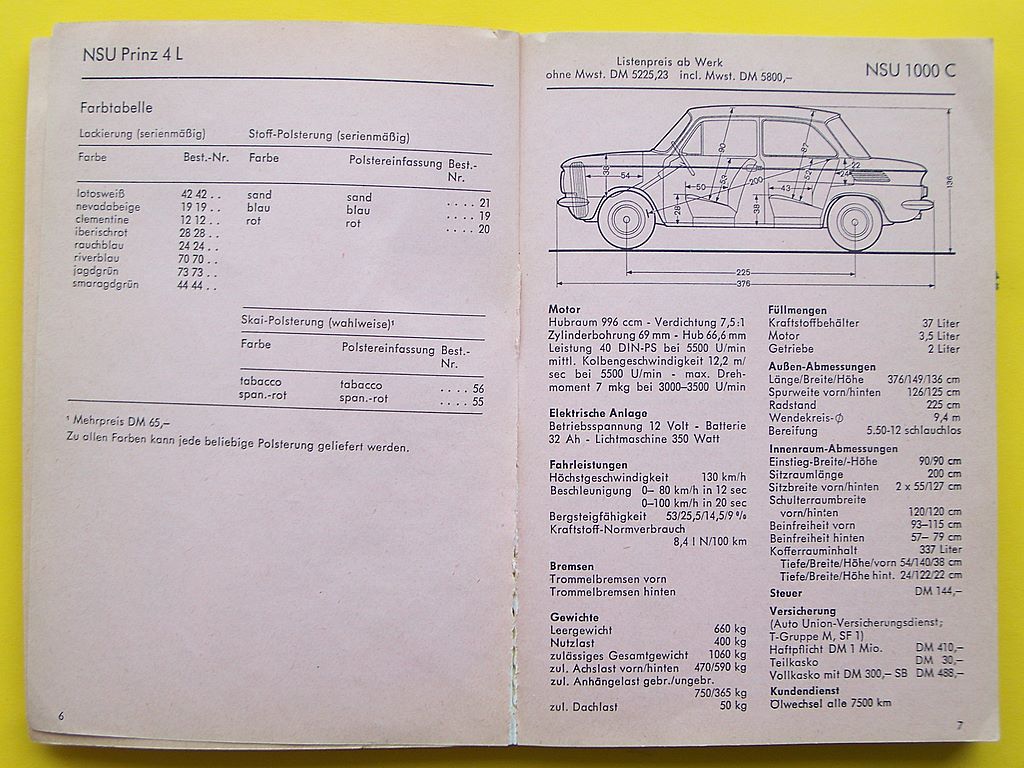 NSU Prinz 4 L
Farbtabelle
Lackierung (serienmäßig) Stoff-Polsterung (serienmäßig)
Farbe Best.-Nr. Farbe Polstereinfassung Best.-
Nr.
lotosweiß 42 42 . . sand sand . . . . 21
nevadabeige 19 19 . . blau blau . . . . 19
clementine 12 12 . . rot rot . . . . 20
iberischrot 28 28 . .
rauchblau 24 24 . .
riverblau 70 70 . .
jagdgrün 73 73 . .
smaragdgrün 44 44 . .
Skai-Polsterung (wahlweise)¹
Farbe Polstereinfassung Best.-
Nr.
tabacco tabacco . . . . 56
span.-rot span.-rot . . . . 55
¹ Mehrpreis DM 65,–
Zu allen Farben kann jede beliebige Polsterung geliefert werden.
6
Listenpreis ab Werk
ohne Mwst. DM 5225,23 incl. Mwst. DM 5800,–
NSU 1000 C
90 87
38 54 50 53 200 43 52 24 22
28 38 136
225
376
Motor
Hubraum 996 ccm - Verdichtung 7,5:1
Zylinderbohrung 69 mm - Hub 66,6 mm
Leistung 40 DIN-PS bei 5500 U/min
mittl. Kolbengeschwindigkeit 12,2 m/
sec bei 5500 U/min - max. Dreh-
moment 7 mkg bei 3000–3500 U/min
Elektrische Anlage
Betriebsspannung 12 Volt - Batterie
32 Ah - Lichtmaschine 350 Watt
Fahrleistungen
Höchstgeschwindigkeit 130 km/h
Beschleunigung 0– 80 km/h in 12 sec
0–100 km/h in 20 sec
Bergsteigfähigkeit 53/25,5/14,5/9 %
Kraftstoff-Normverbrauch
8,4 l N/100 km
Bremsen
Trommelbremsen vorn
Trommelbremsen hinten
Gewichte
Leergewicht 660 kg
Nutzlast 400 kg
zulässiges Gesamtgewicht 1060 kg
zul. Achslast vorn/hinten 470/590 kg
zul. Anhängelast gebr./ungebr.
750/365 kg
zul. Dachlast 50 kg
Füllmengen
Kraftstoffbehälter 37 Liter
Motor 3,5 Liter
Getriebe 2 Liter
Außen-Abmessungen
Länge/Breite/Höhe 376/149/136 cm
Spurweite vorn/hinten 126/125 cm
Radstand 225 cm
Wendekreis-Ø 9,4 m
Bereifung 5.50-12 schlauchlos
Innenraum-Abmessungen
Einstieg-Breite/-Höhe 90/90 cm
Sitzraumlänge 200 cm
Sitzbreite vorn/hinten 2 x 55/127 cm
Schulterraumbreite
vorn/hinten 120/120 cm
Beinfreiheit vorn 93–115 cm
Beinfreiheit hinten 57– 79 cm
Kofferrauminhalt 337 Liter
Tiefe/Breite/Höhe/vorn 54/140/38 cm
Tiefe/Breite/Höhe hint. 24/122/22 cm
Steuer DM 144,–
Versicherung
(Auto Union-Versicherungsdienst;
T-Gruppe M, SF 1)
Haftpflicht DM 1 Mio. DM 410,–
Teilkasko DM 30,–
Vollkasko mit DM 300,– SB DM 488,–
Kundendienst
Ölwechsel alle 7500 km
7